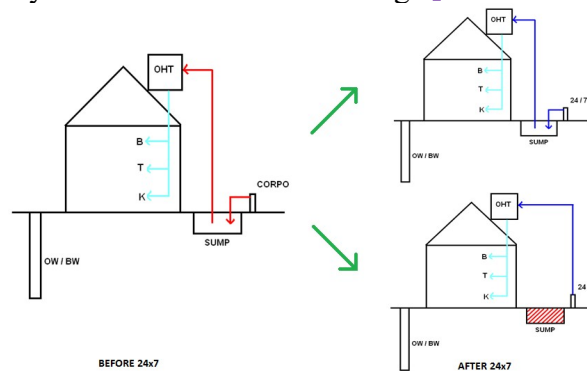 OHT
B
T
K
CORPO
SUMP
OW / BW
BEFORE 24x7
OHT
B
T
K
24 / 7
SUMP
OW / BW
OHT
B
T
K
24
SUMP
OW / BW
AFTER 24x7